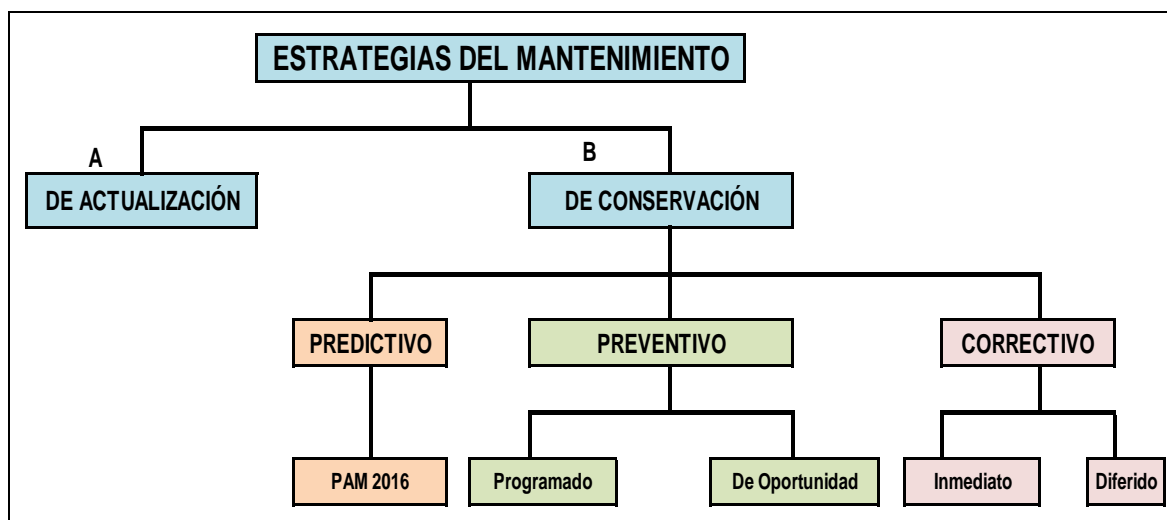 ESTRATEGIAS DEL MANTENIMIENTO
A
B
DE ACTUALIZACIÓN
DE CONSERVACIÓN
PREDICTIVO
PREVENTIVO
CORRECTIVO
PAM 2016
Programado
De Oportunidad
Inmediato
Diferido